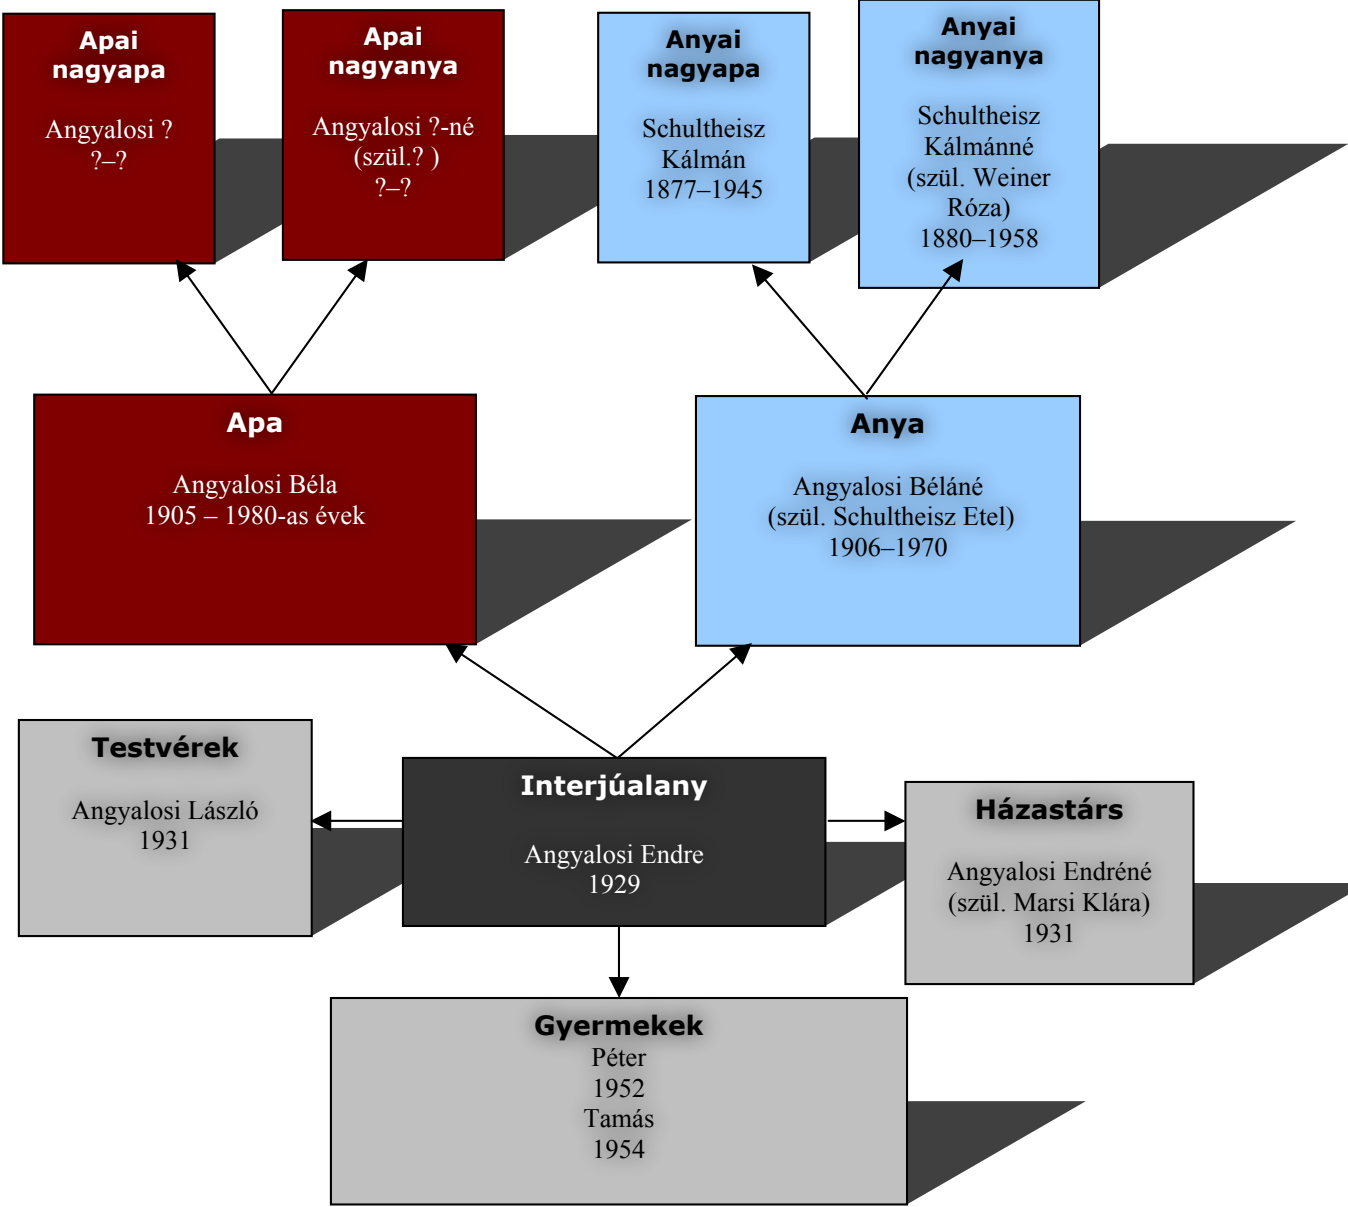 Apai
nagyapa
Angyalosi ?
?–?
Apai
nagyanya
Angyalosi ?-né
(szül.? )
?–?
Anyai
nagyapa
Schultheisz
Kálmán
1877–1945
Anyai
nagyanya
Schultheisz
Kálmánné
(szül. Weiner
Róza)
1880–1958
Apa
Angyalosi Béla
1905 – 1980-as évek
Anya
Angyalosi Béláné
(szül. Schultheisz Etel)
1906–1970
Testvérek
Angyalosi László
1931
Interjúalany
Angyalosi Endre
1929
Házastárs
Angyalosi Endréné
(szül. Marsi Klára)
1931
Gyermekek
Péter
1952
Tamás
1954